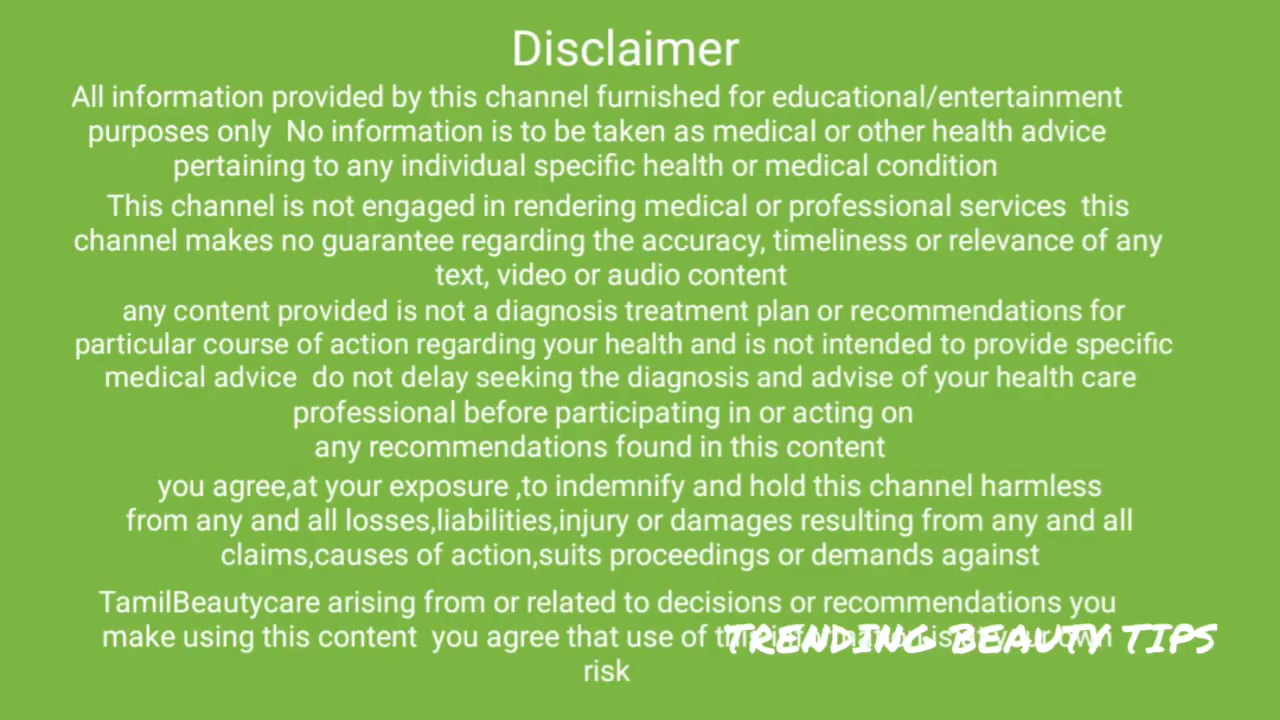 Disclaimer
All information provided by this channel furnished for educational/entertainment
purposes only  No information is to be taken as medical or other health advice
pertaining to any individual specific health or medical condition
This channel is not engaged in rendering medical or professional services  this
channel makes no guarantee regarding the accuracy, timeliness or relevance of any
text, video or audio content
any content provided is not a diagnosis treatment plan or recommendations for
particular course of action regarding your health and is not intended to provide specific
medical advice  do not delay seeking the diagnosis and advise of your health care
professional before participating in or acting on
any recommendations found in this content
you agree,at your exposure ,to indemnify and hold this channel harmless
from any and all losses,liabilities,injury or damages resulting from any and all
claims,causes of action,suits proceedings or demands against
TamilBeautycare arising from or related to decisions or recommendations you
make using this content  you agree that use of this information is at your own
risk
TRENDING BEAUTY TIPS